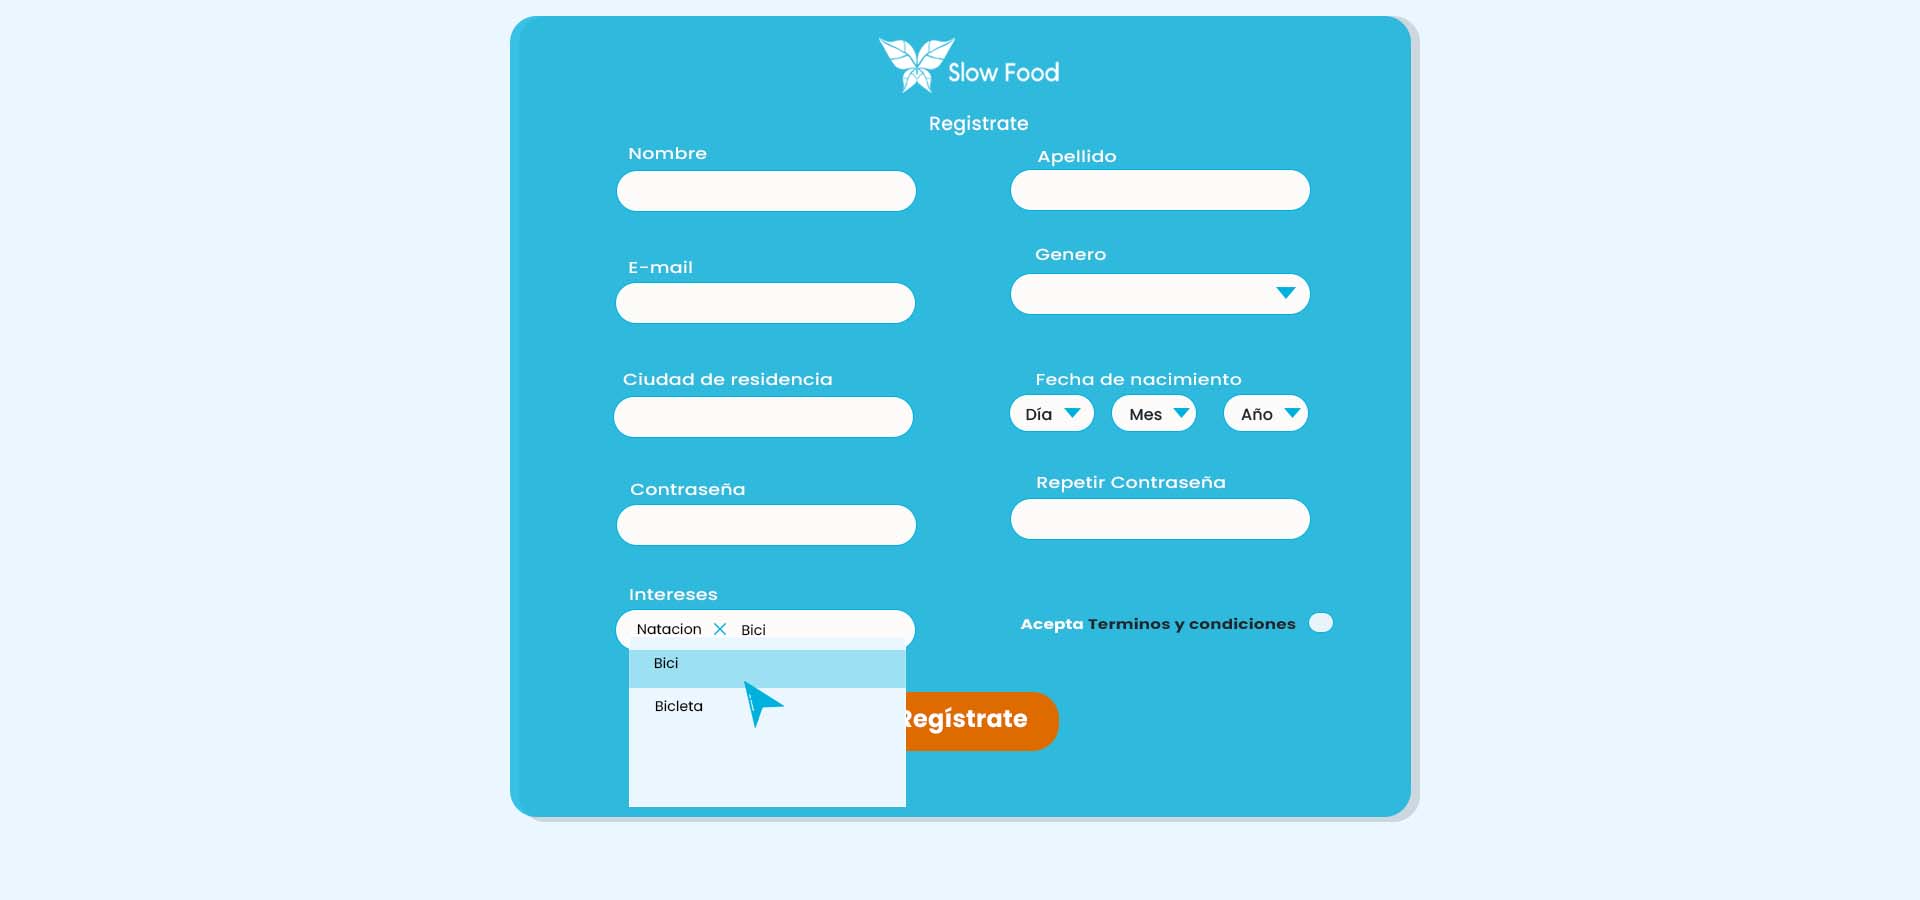 Slow Food
Registrate
Nombre
Apellido
E-mail
Genero
Ciudad de residencia
Fecha de nacimiento
Día
Mes
Año
Contraseña
Repetir Contraseña
Intereses
Natacion
Bici
Acepta Terminos y condiciones
Bici
Bicleta
Regístrate